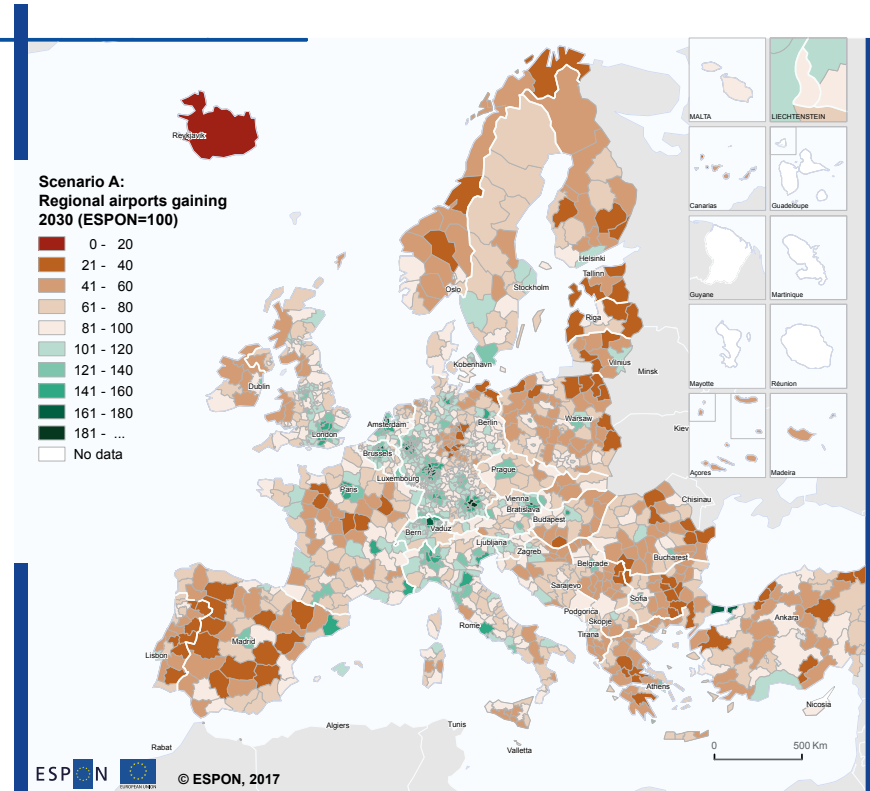 Scenario A:
Regional airports gaining
2030 (ESPON=100)
0 - 20
21 - 40
41 - 60
61 - 80
81 - 100
101 - 120
121 - 140
141 - 160
161 - 180
181 - ...
No data
Reykjavik
Oslo
Stockholm
Helsinki
Tallinn
Riga
Vilnius
Minsk
Kobenhavn
Dublin
London
Amsterdam
Brussels
Luxembourg
Paris
Berlin
Warsaw
Kiev
Prague
Vienna
Bratislava
Budapest
Chisinau
Bern
Vaduz
Ljubljana
Zagreb
Belgrade
Bucharest
Sarajevo
Sofia
Podgorica
Skopje
Tirana
Rome
Madrid
Lisbon
Ankara
Athens
Nicosia
Algiers
Tunis
Rabat
Valletta
MALTA
LIECHTENSTEIN
Canarias
Guadeloupe
Guyane
Martinique
Mayotte
Réunion
Açores
Madeira
0 500 Km
ESPON
EUROPEAN UNION
© ESPON, 2017